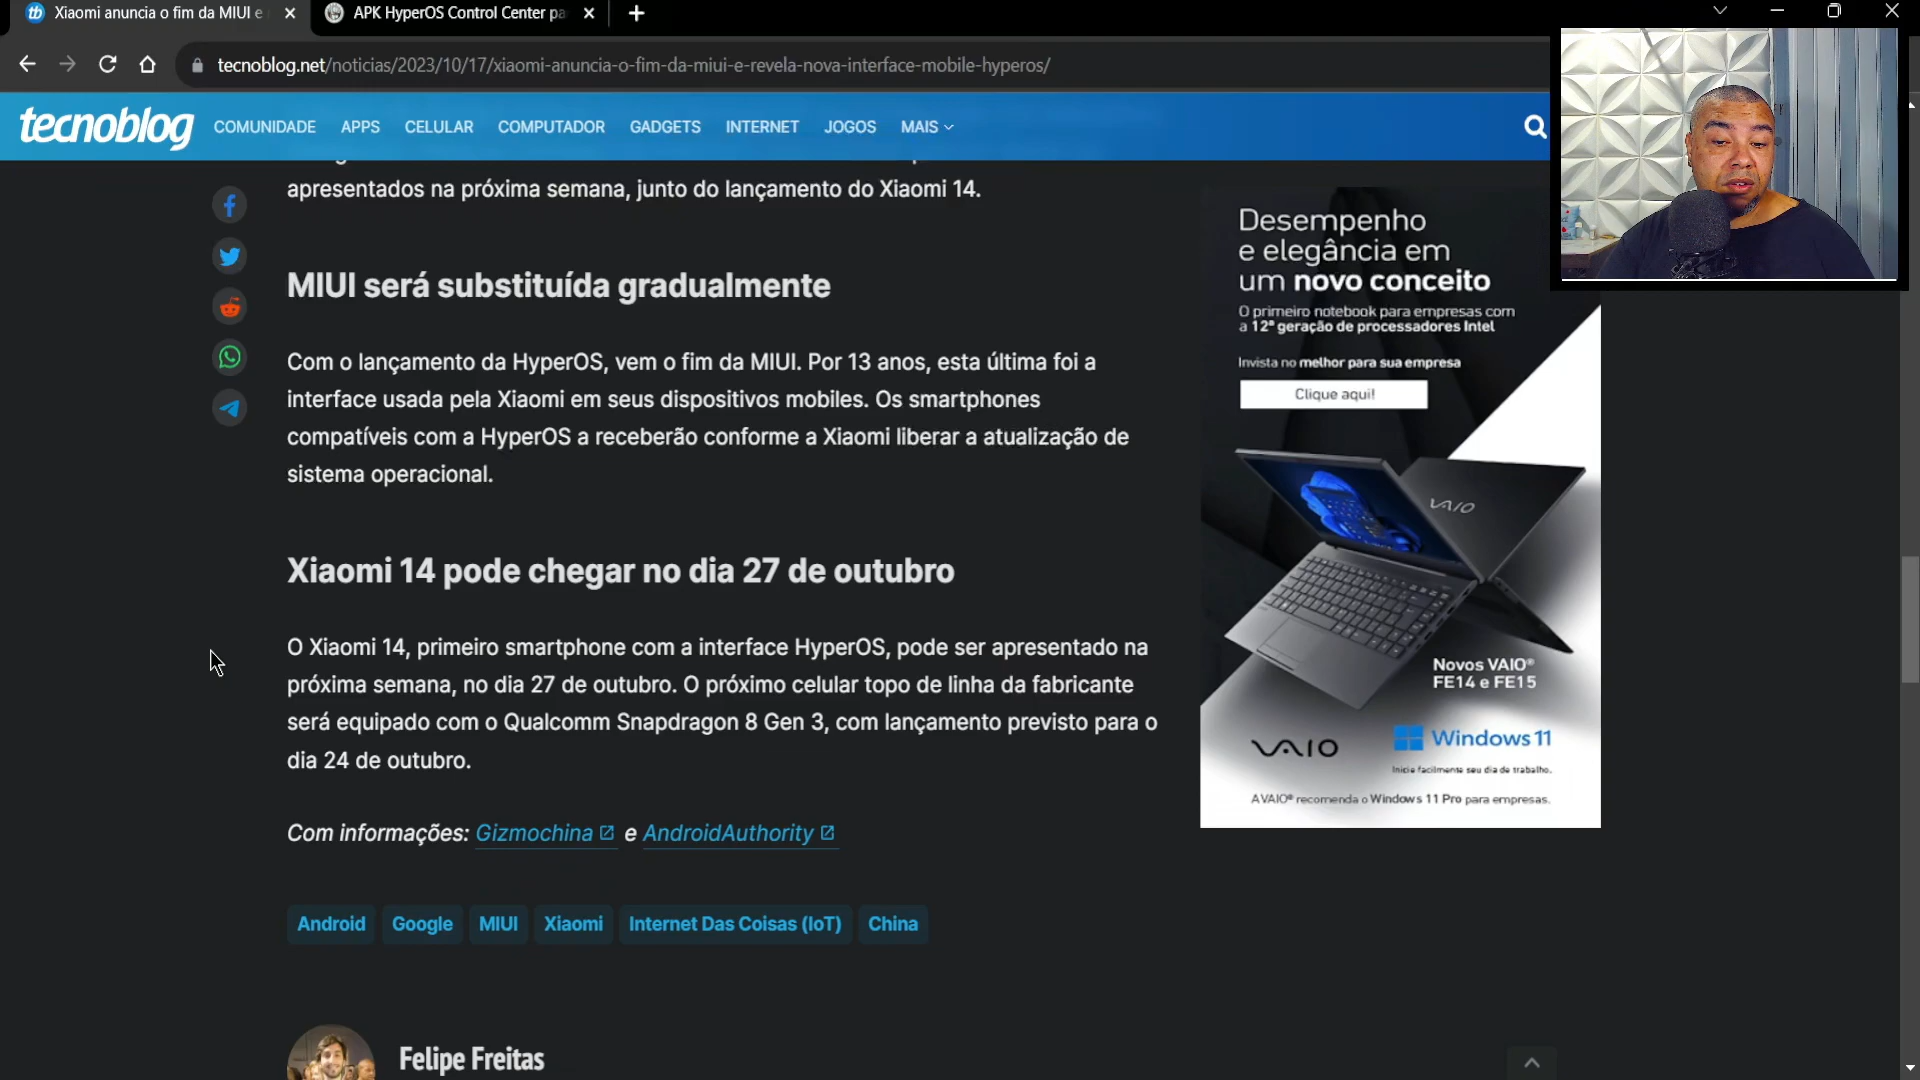 Xiaomi anuncia o fim da MIUI e
APK HyperOS Control Center pa
tecnoblog.net/noticias/2023/10/17/xiaomi-anuncia-o-fim-da-miui-e-revela-nova-interface-mobile-hyperos/
tecnoblog COMUNIDADE APPS CELULAR COMPUTADOR GADGETS INTERNET JOGOS MAIS
apresentados na próxima semana, junto do lançamento do Xiaomi 14.
MIUI será substituída gradualmente
Com o lançamento da HyperOS, vem o fim da MIUI. Por 13 anos, esta última foi a
interface usada pela Xiaomi em seus dispositivos mobiles. Os smartphones
compatíveis com a HyperOS a receberão conforme a Xiaomi liberar a atualização de
sistema operacional.
Xiaomi 14 pode chegar no dia 27 de outubro
O Xiaomi 14, primeiro smartphone com a interface HyperOS, pode ser apresentado na
próxima semana, no dia 27 de outubro. O próximo celular topo de linha da fabricante
será equipado com o Qualcomm Snapdragon 8 Gen 3, com lançamento previsto para o
dia 24 de outubro.
Com informações: Gizmochina e AndroidAuthority
Android Google MIUI Xiaomi Internet Das Coisas (IoT) China
Felipe Freitas
Desempenho
e elegância em
um novo conceito
O primeiro notebook para empresas com
a 12ª geração de processadores Intel
Invista no melhor para sua empresa
Clique aqui!
VAIO
Novos VAIO®
FE14 e FE15
VAIO
Windows 11
Inicie facilmente seu dia de trabalho.
A VAIO® recomenda o Windows 11 Pro para empresas.